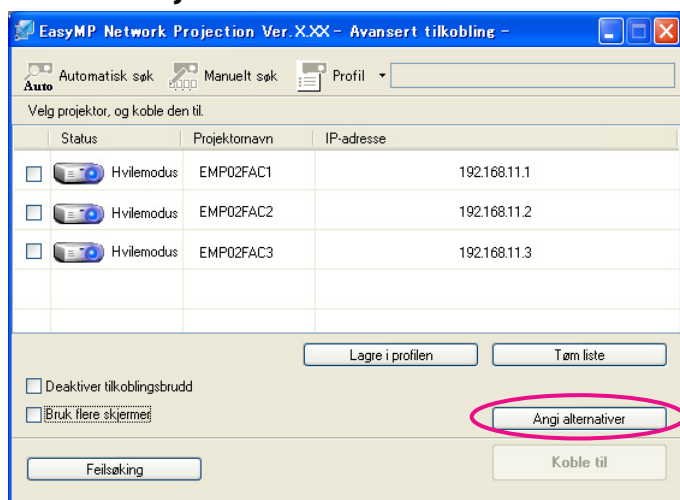 EasyMP Network Projection Ver.X.XX - Avansert tilkobling -
Auto Automatisk søk Manuelt søk Profil
Velg projektor, og koble den til.
Status Projektornavn IP-adresse
Hvilemodus EMP02FAC1 192.168.11.1
Hvilemodus EMP02FAC2 192.168.11.2
Hvilemodus EMP02FAC3 192.168.11.3
Lagre i profilen Tøm liste
Deaktiver tilkoblingsbrudd
Bruk flere skjermer Angi alternativer
Feilsøking Koble til